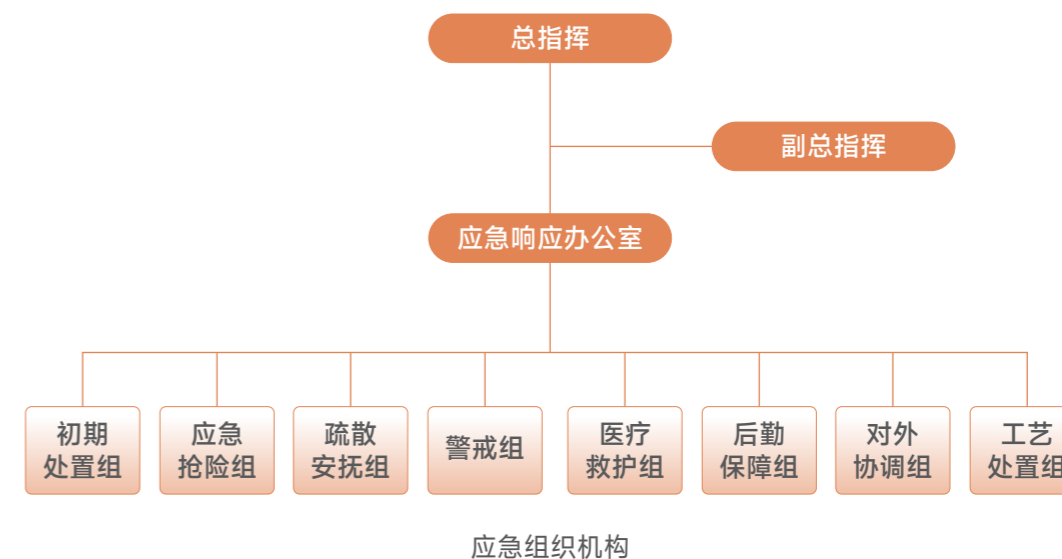 总指挥
副总指挥
应急响应办公室
初期
处置组
应急
抢险组
疏散
安抚组
警戒组
医疗
救护组
后勤
保障组
对外
协调组
工艺
处置组
应急组织机构